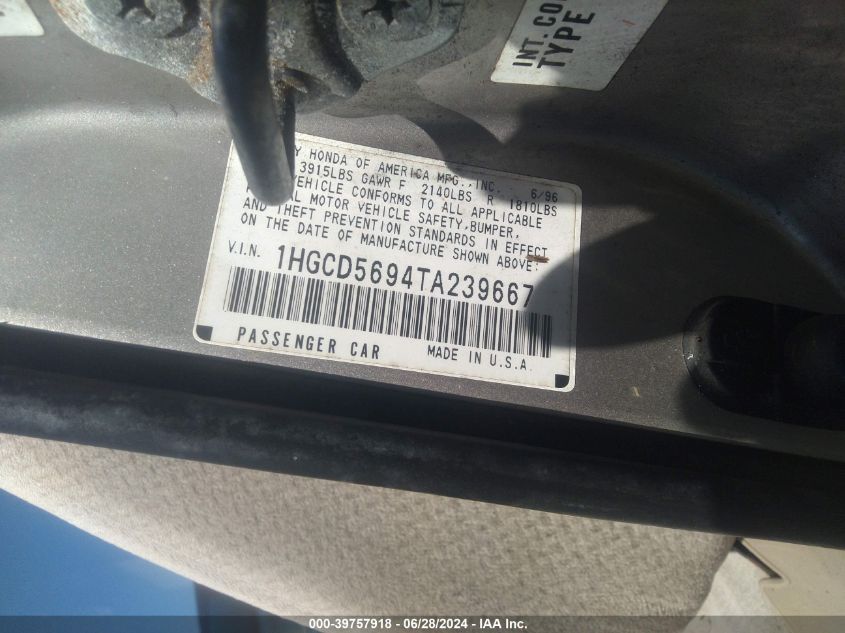 INT. CO
TYPE
Y HONDA OF AMERICA MFG., INC. 6/96
3915LBS GAWR F 2140LBS R 1810LBS
VEHICLE CONFORMS TO ALL APPLICABLE
MOTOR VEHICLE SAFETY, BUMPER,
AND THEFT PREVENTION STANDARDS IN EFFECT
ON THE DATE OF MANUFACTURE SHOWN ABOVE.
V.I.N. 1HGCD5694TA239667
PASSENGER CAR MADE IN U.S.A.
000-39757918 / 06/28/2024 - IAA Inc.